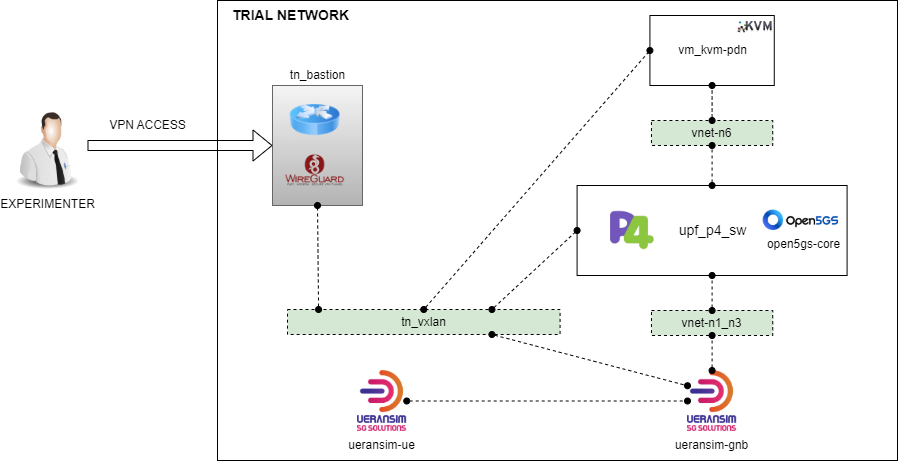 TRIAL NETWORK
KVM
vm_kvm-pdn
tn_bastion
VPN ACCESS
vnet-n6
WIREGUARD
EXPERIMENTER
P4
upf_p4_sw
Open5GS
open5gs-core
tn_vxlan
vnet-n1_n3
UERANSIM
5G SOLUTIONS
ueransim-ue
UERANSIM
5G SOLUTIONS
ueransim-gnb